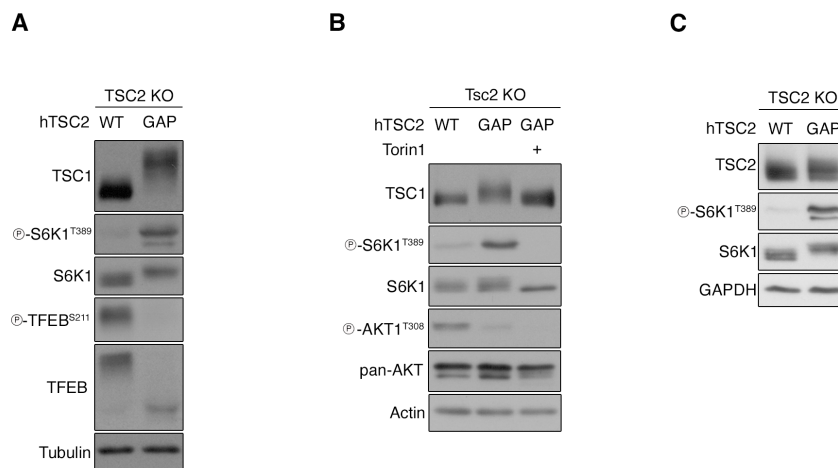 A
TSC2 KO
hTSC2 WT GAP
TSC1
Ⓟ-S6K1T389
S6K1
Ⓟ-TFEBS211
TFEB
Tubulin
B
Tsc2 KO
hTSC2 WT GAP GAP
Torin1 +
TSC1
Ⓟ-S6K1T389
S6K1
Ⓟ-AKT1T308
pan-AKT
Actin
C
TSC2 KO
hTSC2 WT GAP
TSC2
Ⓟ-S6K1T389
S6K1
GAPDH